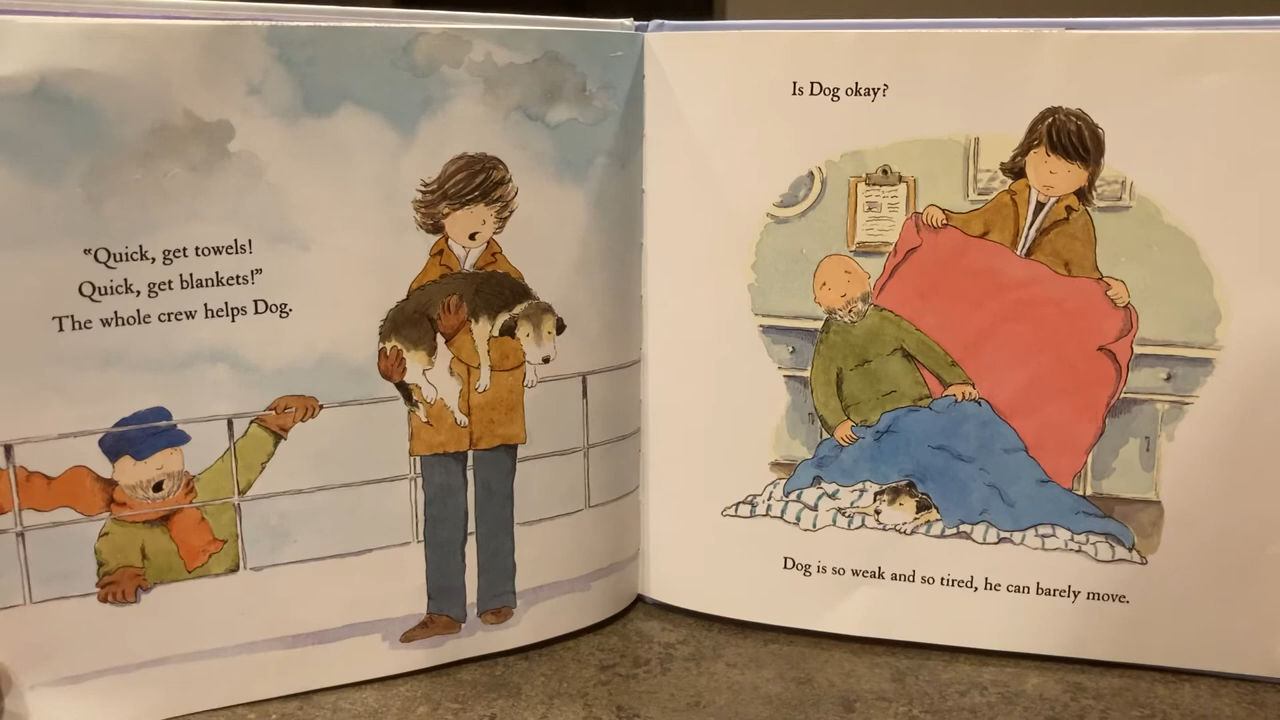 “Quick, get towels!
Quick, get blankets!”
The whole crew helps Dog.
Is Dog okay?
Dog is so weak and so tired, he can barely move.